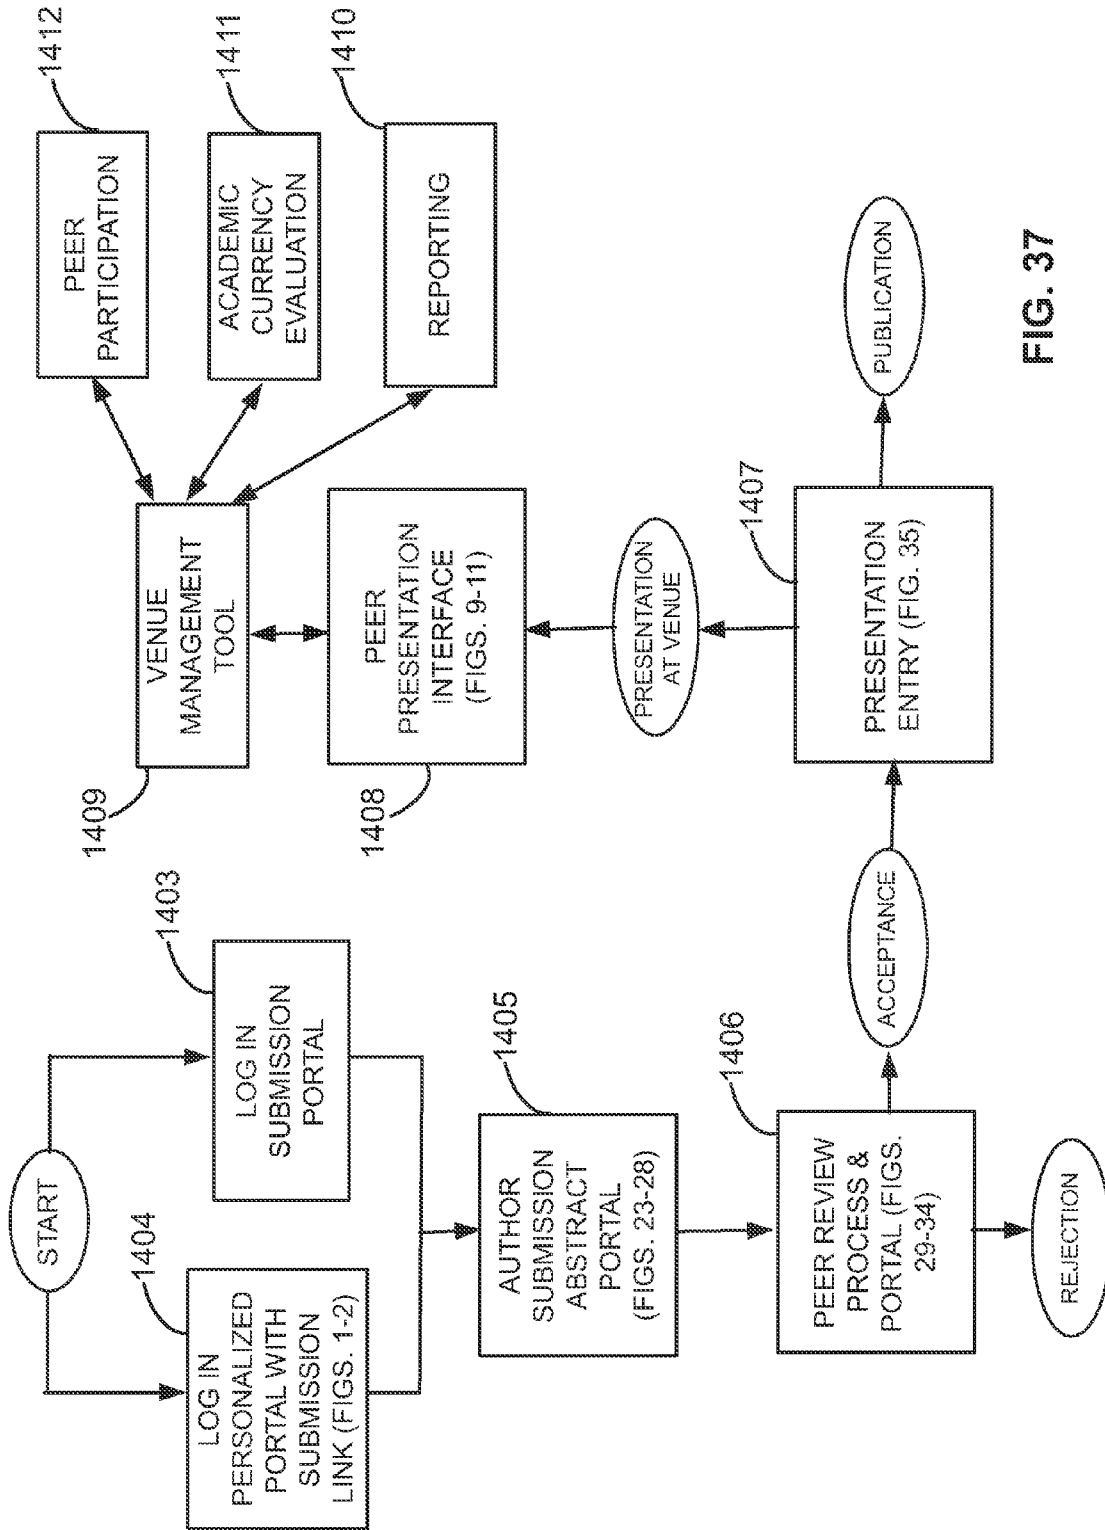 START
1404
LOG IN
PERSONALIZED
PORTAL WITH
SUBMISSION
LINK (FIGS. 1-2)
1403
LOG IN
SUBMISSION
PORTAL
1405
AUTHOR
SUBMISSION
ABSTRACT
PORTAL
(FIGS. 23-28)
1406
PEER REVIEW
PROCESS &
PORTAL (FIGS.
29-34)
REJECTION
ACCEPTANCE
1407
PRESENTATION
ENTRY (FIG. 35)
PUBLICATION
PRESENTATION
AT VENUE
1408
PEER
PRESENTATION
INTERFACE
(FIGS. 9-11)
1409
VENUE
MANAGEMENT
TOOL
1412
PEER
PARTICIPATION
1411
ACADEMIC
CURRENCY
EVALUATION
1410
REPORTING
FIG. 37